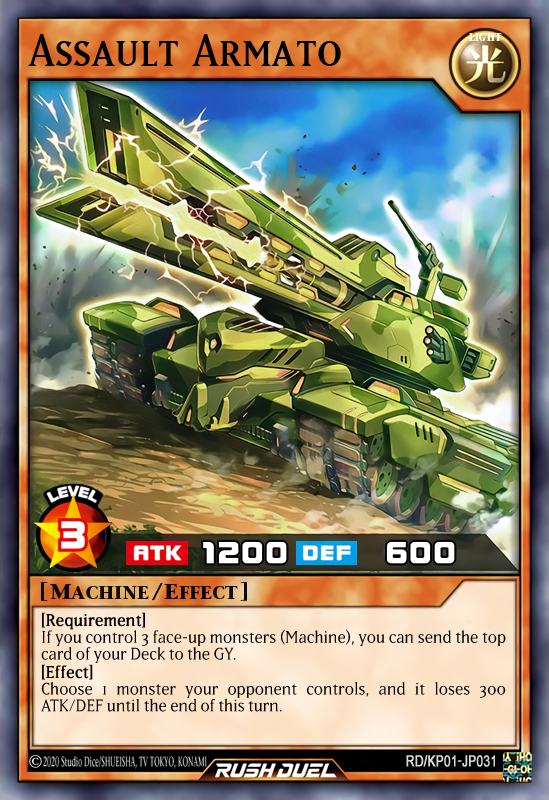 Assault Armato
LIGHT
光
LEVEL
3
ATK 1200 DEF 600
[Machine/Effect]
[Requirement]
If you control 3 face-up monsters (Machine), you can send the top
card of your Deck to the GY.
[Effect]
Choose 1 monster your opponent controls, and it loses 300
ATK/DEF until the end of this turn.
©2020 Studio Dice/SHUEISHA, TV TOKYO, KONAMI
RUSH DUEL
RD/KP01-JP031